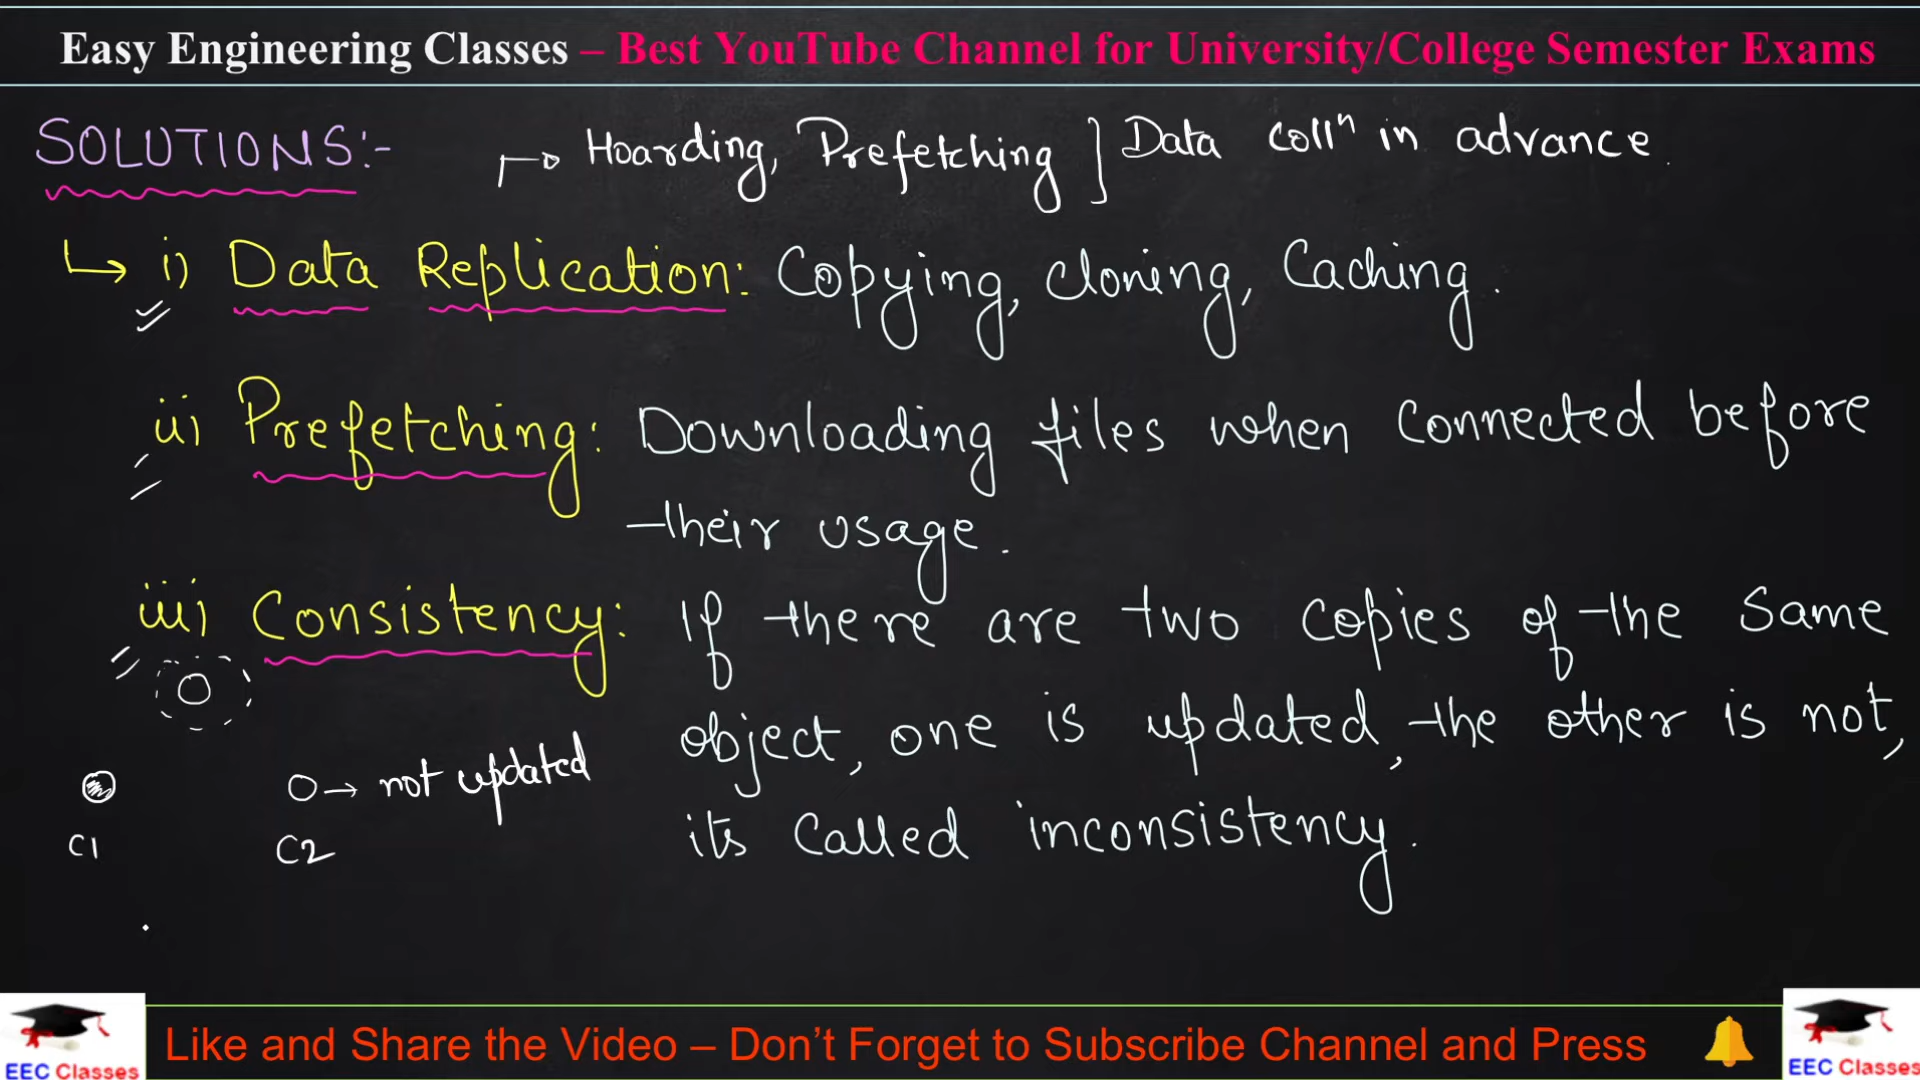 Easy Engineering Classes – Best YouTube Channel for University/College Semester Exams
SOLUTIONS:-
Hoarding, Prefetching ] Data collⁿ in advance.
i) Data Replication: Copying, cloning, Caching.
ii) Prefetching: Downloading files when connected before
their usage.
iii) Consistency: If there are two copies of the same
object, one is updated, the other is not,
its called inconsistency.
O→ not updated
C1 C2
Like and Share the Video – Don't Forget to Subscribe Channel and Press
EEC Classes
EEC Classes